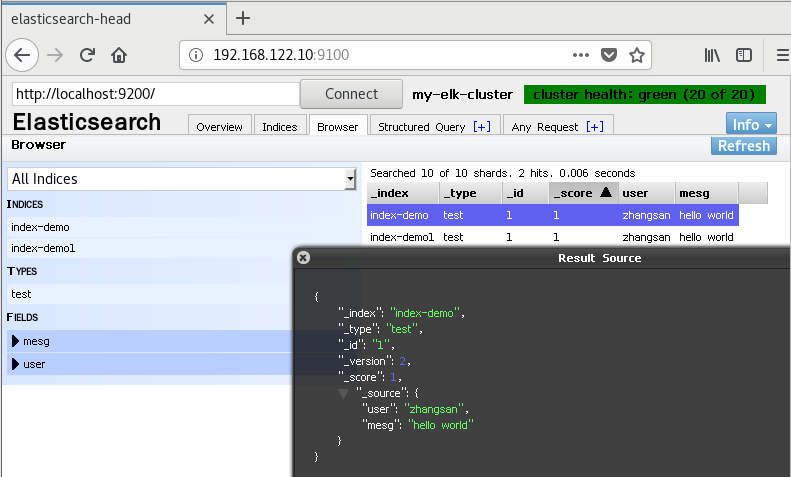 elasticsearch-head
192.168.122.10:9100
http://localhost:9200/ Connect my-elk-cluster cluster health: green (20 of 20)
Elasticsearch Overview Indices Browser Structured Query [+] Any Request [+] Info
Browser Refresh
All Indices
INDICES
index-demo
index-demo1
TYPES
test
FIELDS
mesg
user
Searched 10 of 10 shards. 2 hits. 0.006 seconds
_index _type _id _score user mesg
index-demo test 1 1 zhangsan hello world
index-demo1 test 1 1 zhangsan hello world
Result Source
{
"_index": "index-demo",
"_type": "test",
"_id": "1",
"_version": 2,
"_score": 1,
"_source": {
"user": "zhangsan",
"mesg": "hello world"
}
}